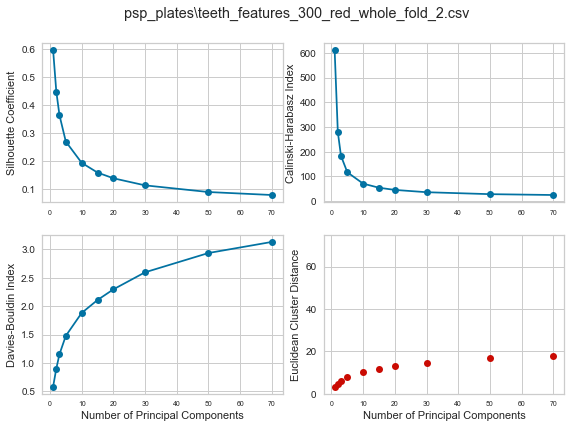 psp_plates\teeth_features_300_red_whole_fold_2.csv
Silhouette Coefficient
0.6
0.5
0.4
0.3
0.2
0.1
0 10 20 30 40 50 60 70
Calinski-Harabasz Index
600
500
400
300
200
100
0
0 10 20 30 40 50 60 70
Davies-Bouldin Index
3.0
2.5
2.0
1.5
1.0
0.5
0 10 20 30 40 50 60 70
Number of Principal Components
Euclidean Cluster Distance
60
40
20
0
0 10 20 30 40 50 60 70
Number of Principal Components